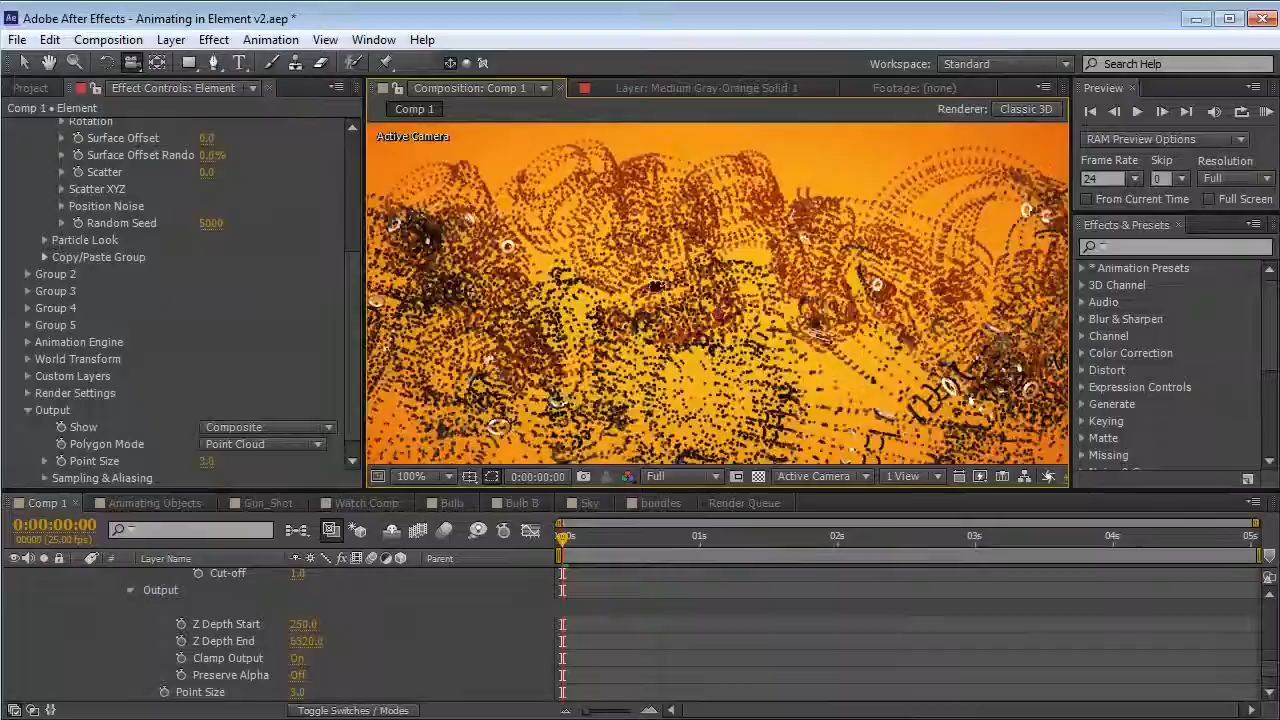 Adobe After Effects - Animating in Element v2.aep *
File Edit Composition Layer Effect Animation View Window Help
Workspace: Standard Search Help
Project Effect Controls: Element Composition: Comp 1 Layer: Medium Gray-Orange Solid 1 Footage: (none) Preview
Comp 1 • Element
Comp 1
Renderer: Classic 3D
Active Camera
Rotation
Surface Offset 0.0
Surface Offset Rando 0.0%
Scatter 0.0
Scatter XYZ
Position Noise
Random Seed 5000
Particle Look
Copy/Paste Group
Group 2
Group 3
Group 4
Group 5
Animation Engine
World Transform
Custom Layers
Render Settings
Output
Show Composite
Polygon Mode Point Cloud
Point Size 3.0
Sampling & Aliasing
100% 0:00:00:00 Full Active Camera 1 View
RAM Preview Options
Frame Rate Skip Resolution
24 0 Full
From Current Time Full Screen
Effects & Presets
* Animation Presets
3D Channel
Audio
Blur & Sharpen
Channel
Color Correction
Distort
Expression Controls
Generate
Keying
Matte
Missing
Comp 1 Animating Objects Gun_Shot Watch Comp Bulb Bulb B Sky bondles Render Queue
0:00:00:00
00000 (25.00 fps)
01s 02s 03s 04s 05s
# Layer Name Parent
Cut-off 1.0
Output
Z Depth Start 250.0
Z Depth End 6320.0
Clamp Output On
Preserve Alpha Off
Point Size 3.0
Toggle Switches / Modes